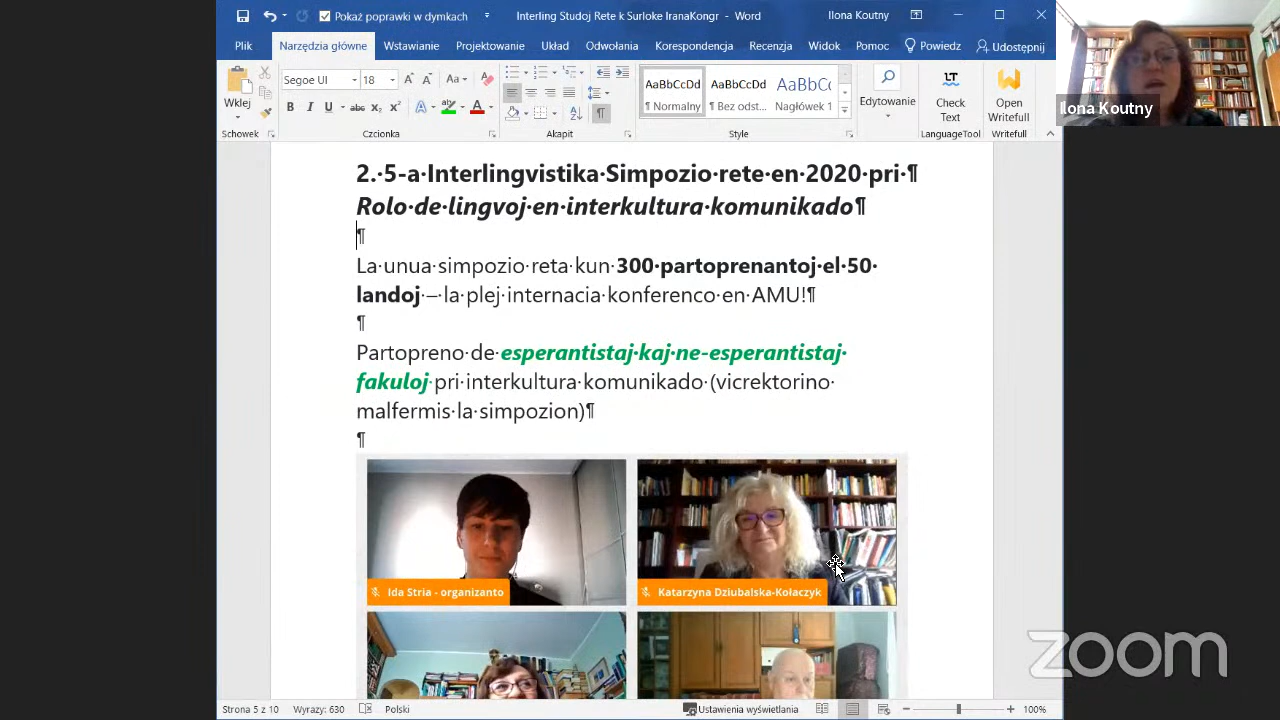 Pokaż poprawki w dymkach
Interling Studoj Rete k Surloke IranaKongr - Word
Ilona Koutny
Plik
Narzędzia główne
Wstawianie
Projektowanie
Układ
Odwołania
Korespondencja
Recenzja
Widok
Pomoc
Powiedz
Udostępnij
Wklej
Segoe UI
18
AaBbCcDd
AaBbCcDd
AaBbCc
¶ Normalny
¶ Bez odst...
Nagłówek 1
Edytowanie
Check
Text
Open
Writefull
Schowek
Czcionka
Akapit
Style
LanguageTool
Writefull
Ilona Koutny
2.· 5-a·Interlingvistika·Simpozio·rete·en·2020·pri·¶
Rolo·de·lingvoj·en·interkultura·komunikado¶
¶
La·unua·simpozio·reta·kun·300·partoprenantoj·el·50·
landoj·–·la·plej·internacia·konferenco·en·AMU!¶
¶
Partopreno·de·esperantistaj·kaj·ne-esperantistaj·
fakuloj·pri·interkultura·komunikado·(vicrektorino·
malfermis·la·simpozion)¶
¶
Ida Stria - organizanto
Katarzyna Dziubalska-Kołaczyk
zoom
Strona 5 z 10
Wyrazy: 630
Polski
Ustawienia wyświetlania
100%